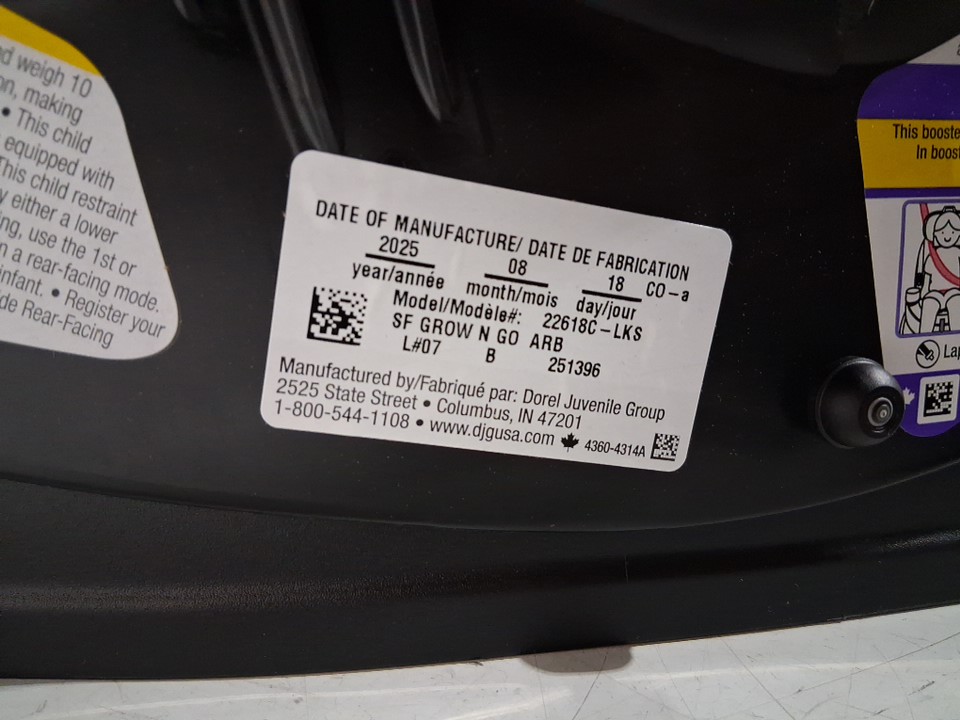 d weigh 10
on, making
• This child
equipped with
This child restraint
either a lower
ing, use the 1st or
n a rear-facing mode.
infant. • Register your
de Rear-Facing
DATE OF MANUFACTURE/ DATE DE FABRICATION
2025 08 18 CO-a
year/année month/mois day/jour
Model/Modèle#: 22618C-LKS
SF GROW N GO ARB
L#07 B 251396
Manufactured by/Fabriqué par: Dorel Juvenile Group
2525 State Street • Columbus, IN 47201
1-800-544-1108 • www.djgusa.com 4360-4314A
This booste
In boost
Lap